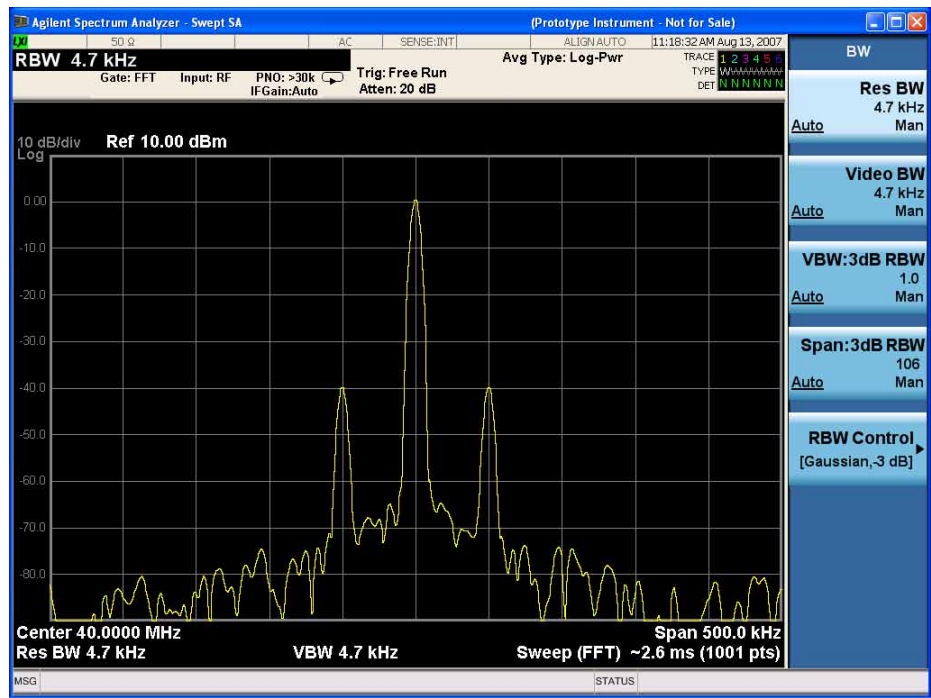 Agilent Spectrum Analyzer - Swept SA (Prototype Instrument - Not for Sale)
LXI 50 Ω AC SENSE:INT ALIGN AUTO 11:18:32 AM Aug 13, 2007
RBW 4.7 kHz Avg Type: Log-Pwr TRACE 1 2 3 4 5 6
Gate: FFT Input: RF PNO: >30k Trig: Free Run TYPE WWWWWW
IFGain:Auto Atten: 20 dB DET N N N N N N
10 dB/div Ref 10.00 dBm
Log
0.00
-10.0
-20.0
-30.0
-40.0
-50.0
-60.0
-70.0
-80.0
Center 40.0000 MHz Span 500.0 kHz
Res BW 4.7 kHz VBW 4.7 kHz Sweep (FFT) ~2.6 ms (1001 pts)
MSG STATUS
BW
Res BW
4.7 kHz
Auto Man
Video BW
4.7 kHz
Auto Man
VBW:3dB RBW
1.0
Auto Man
Span:3dB RBW
106
Auto Man
RBW Control
[Gaussian,-3 dB]